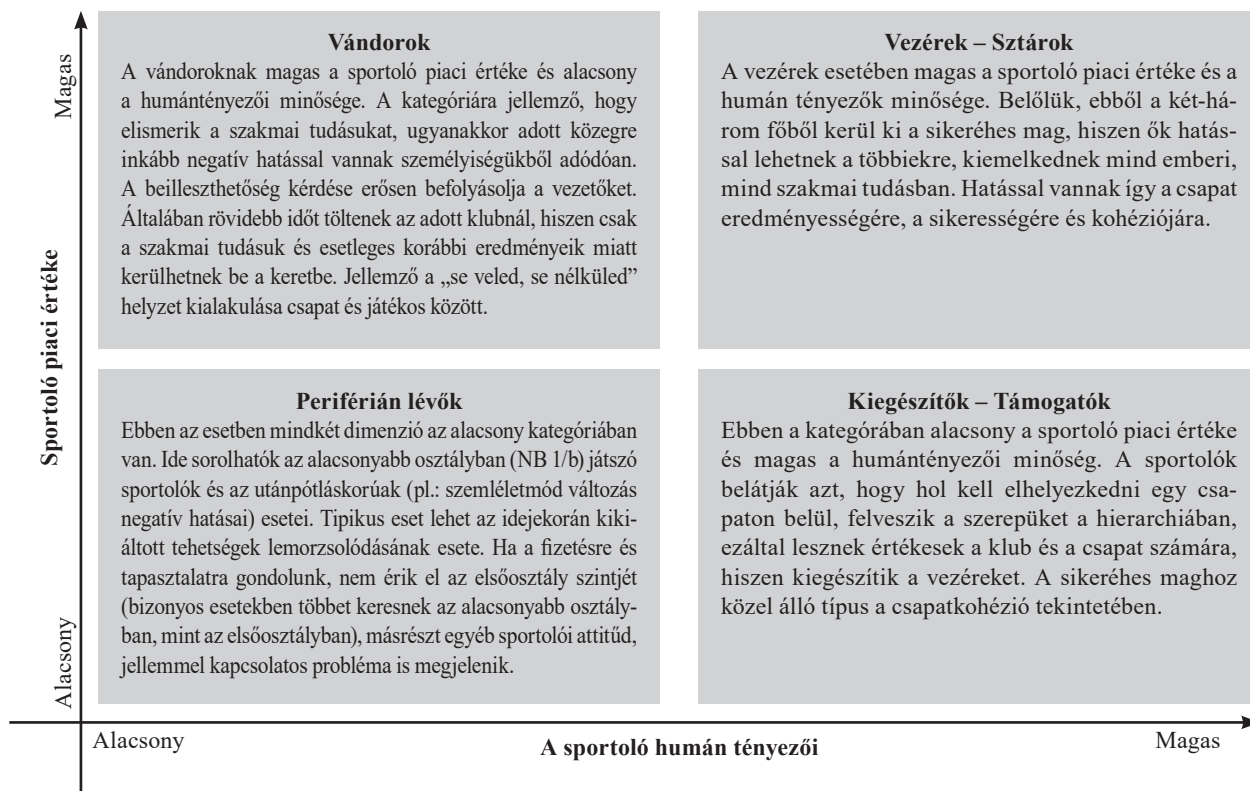 Magas
Sportoló piaci értéke
Alacsony
Vándorok
A vándoroknak magas a sportoló piaci értéke és alacsony
a humántényezői minősége. A kategóriára jellemző, hogy
elismerik a szakmai tudásukat, ugyanakkor adott közegre
inkább negatív hatással vannak személyiségükből adódóan.
A beilleszthetőség kérdése erősen befolyásolja a vezetőket.
Általában rövidebb időt töltenek az adott klubnál, hiszen csak
a szakmai tudásuk és esetleges korábbi eredményeik miatt
kerülhetnek be a keretbe. Jellemző a „se veled, se nélküled”
helyzet kialakulása csapat és játékos között.
Vezérek – Sztárok
A vezérek esetében magas a sportoló piaci értéke és a
humán tényezők minősége. Belőlük, ebből a két-há-
rom főből kerül ki a sikeréhes mag, hiszen ők hatás-
sal lehetnek a többiekre, kiemelkednek mind emberi,
mind szakmai tudásban. Hatással vannak így a csapat
eredményességére, a sikerességére és kohéziójára.
Periférián lévők
Ebben az esetben mindkét dimenzió az alacsony kategóriában
van. Ide sorolhatók az alacsonyabb osztályban (NB 1/b) játszó
sportolók és az utánpótláskorúak (pl.: szemléletmód változás
negatív hatásai) esetei. Tipikus eset lehet az idejekorán kiki-
áltott tehetségek lemorzsolódásának esete. Ha a fizetésre és
tapasztalatra gondolunk, nem érik el az elsőosztály szintjét
(bizonyos esetekben többet keresnek az alacsonyabb osztály-
ban, mint az elsőosztályban), másrészt egyéb sportolói attitűd,
jellemmel kapcsolatos probléma is megjelenik.
Kiegészítők – Támogatók
Ebben a kategórában alacsony a sportoló piaci értéke
és magas a humántényezői minőség. A sportolók
belátják azt, hogy hol kell elhelyezkedni egy csa-
paton belül, felveszik a szerepüket a hierarchiában,
ezáltal lesznek értékesek a klub és a csapat számára,
hiszen kiegészítik a vezéreket. A sikeréhes maghoz
közel álló típus a csapatkohézió tekintetében.
Alacsony
A sportoló humán tényezői
Magas